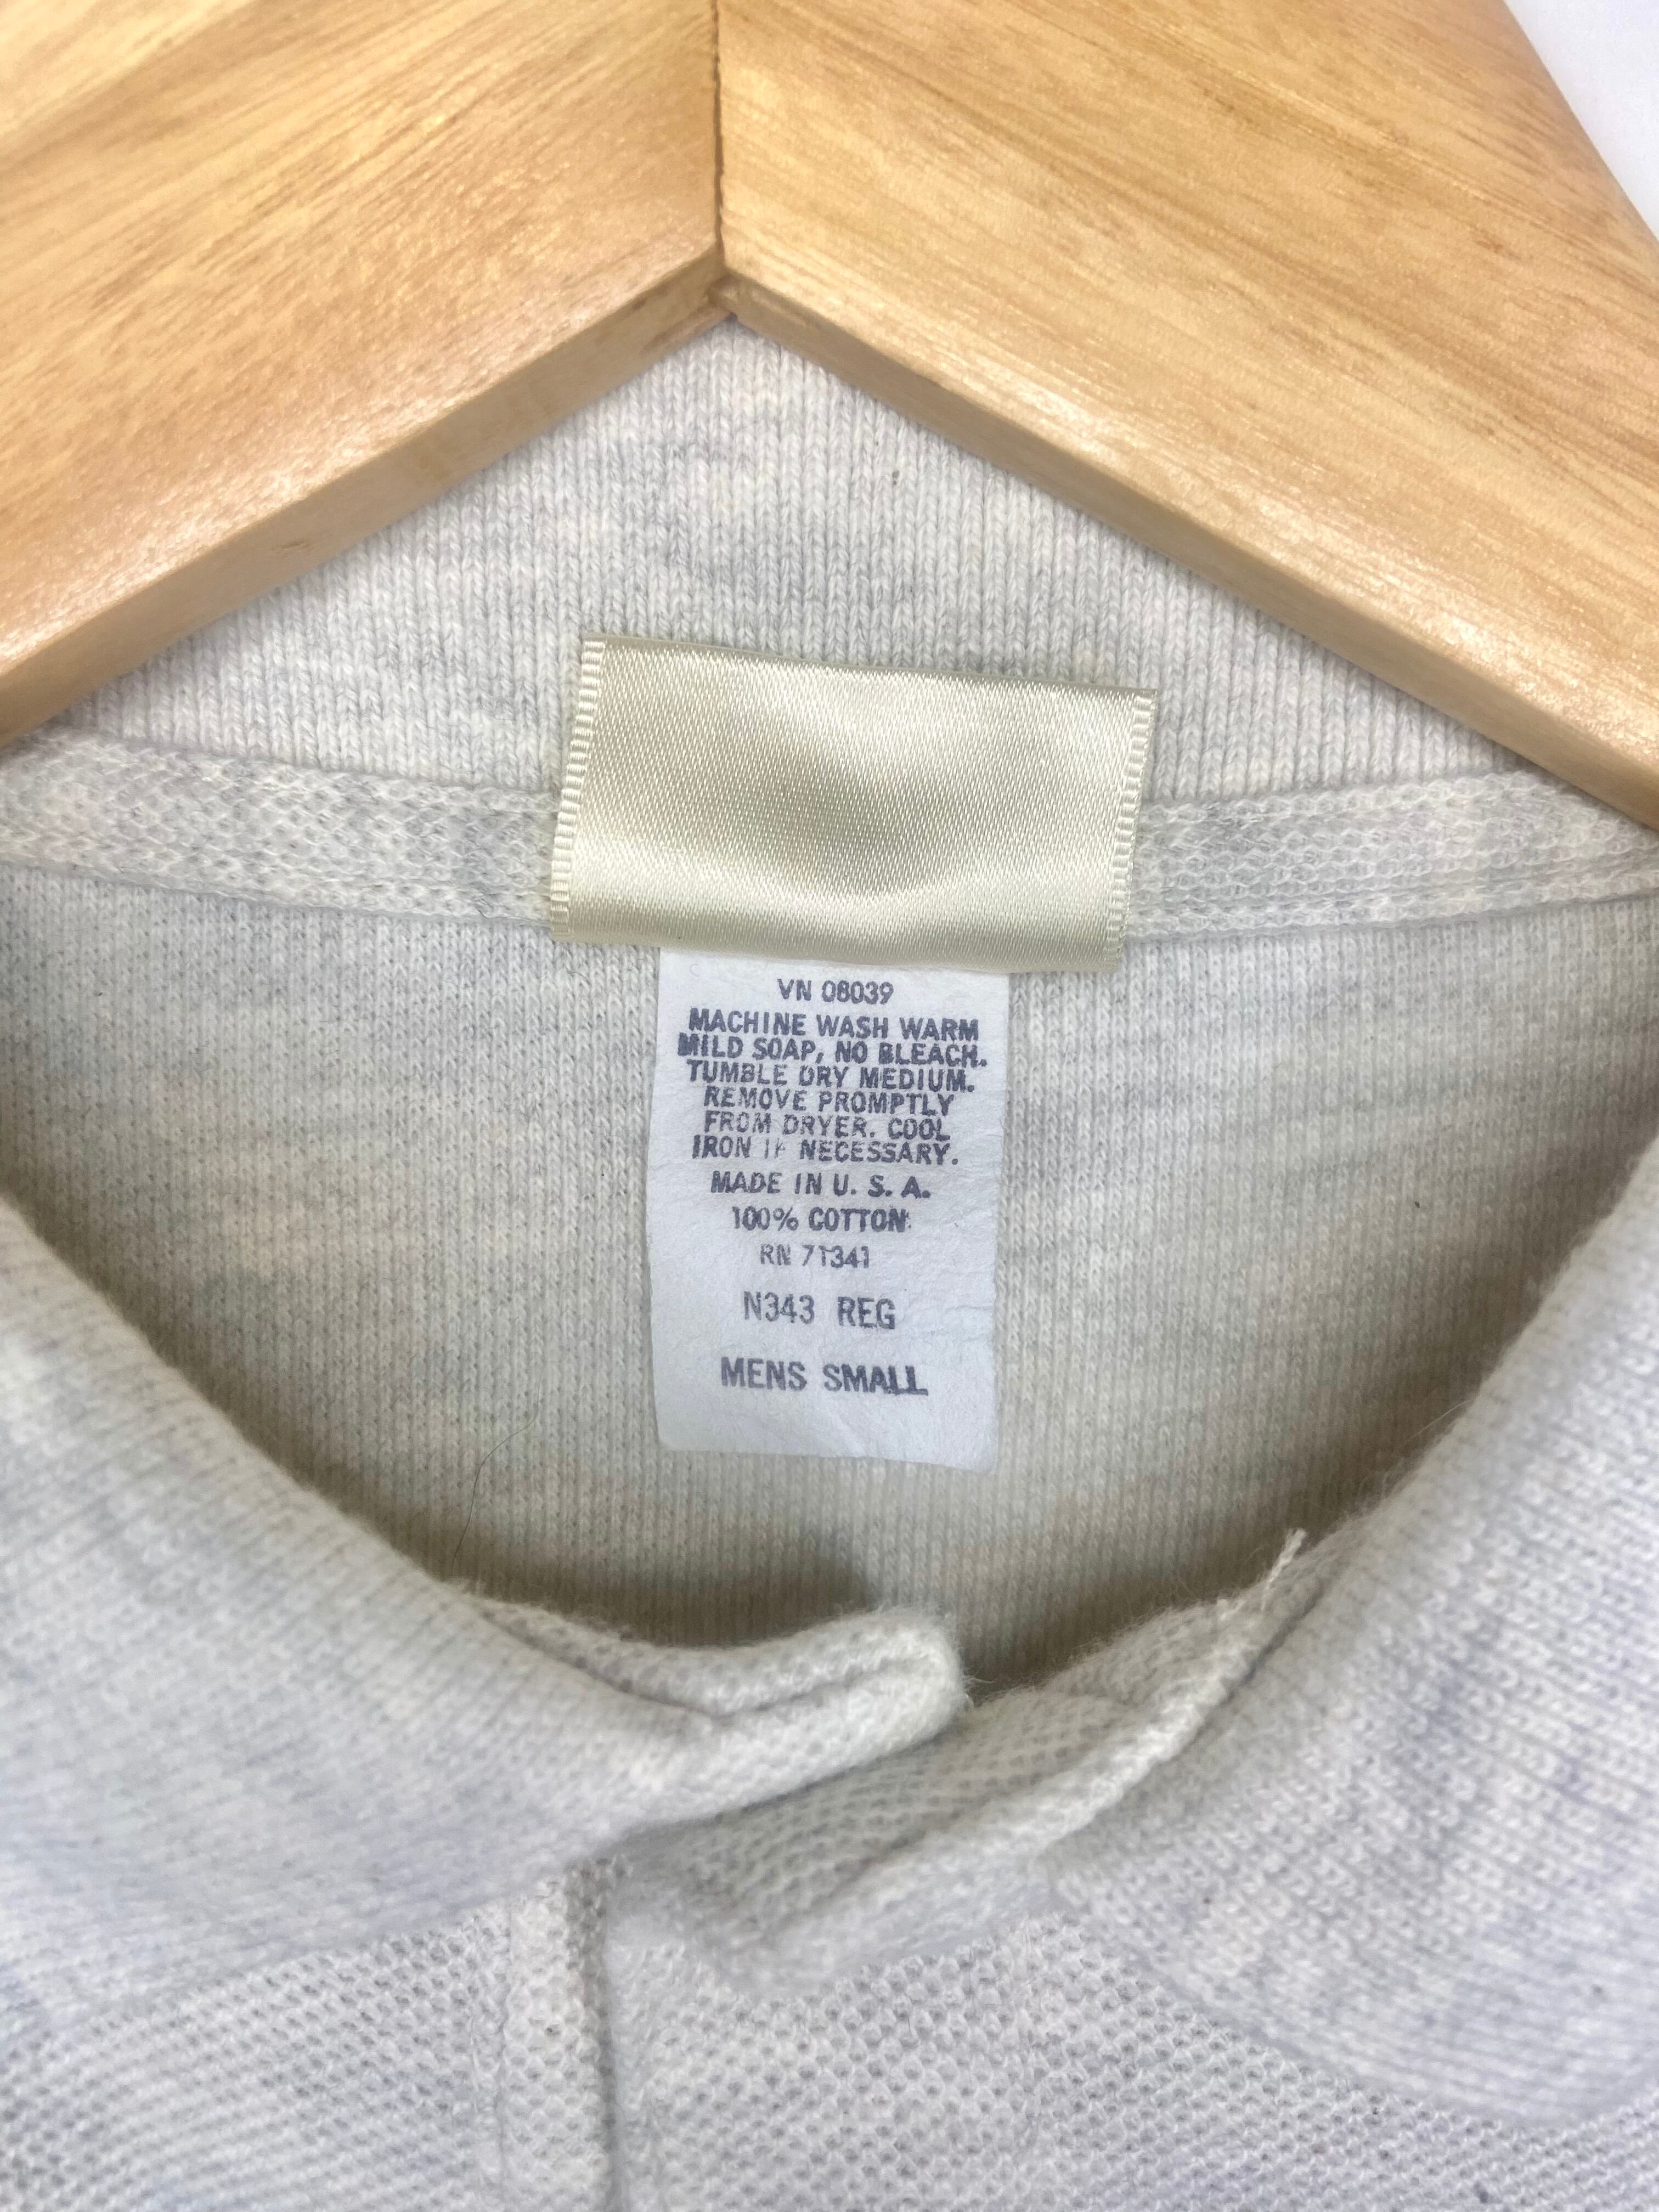 VN 08039
MACHINE WASH WARM
MILD SOAP, NO BLEACH.
TUMBLE DRY MEDIUM.
REMOVE PROMPTLY
FROM DRYER. COOL
IRON IF NECESSARY.
MADE IN U. S. A.
100% COTTON
RN 71341
N343 REG
MENS SMALL